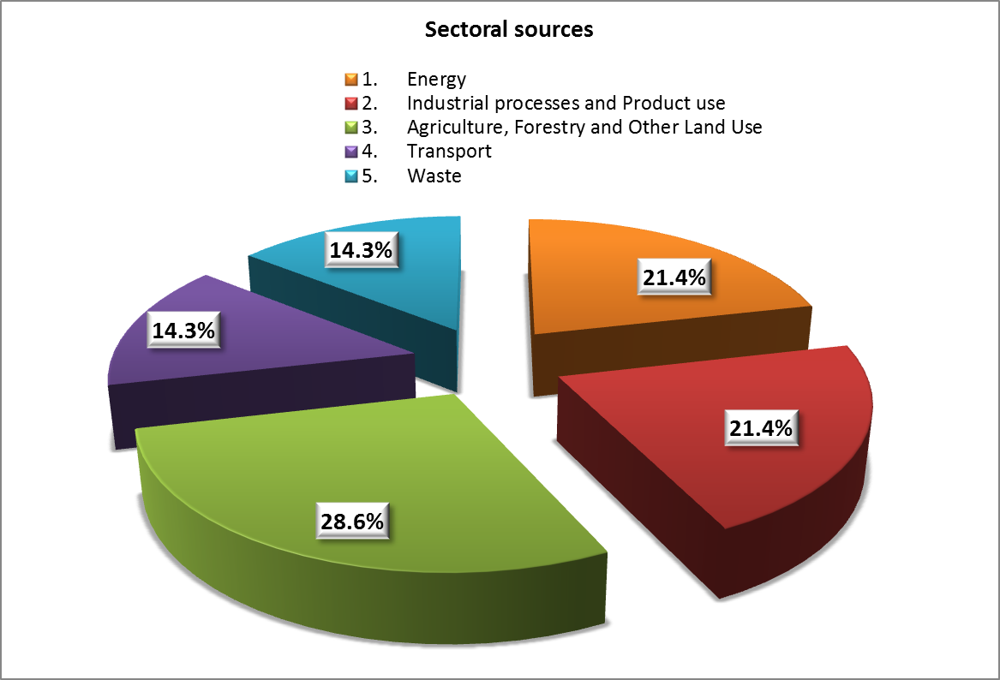 Sectoral sources
1. Energy
2. Industrial processes and Product use
3. Agriculture, Forestry and Other Land Use
4. Transport
5. Waste
14.3%
21.4%
14.3%
21.4%
28.6%